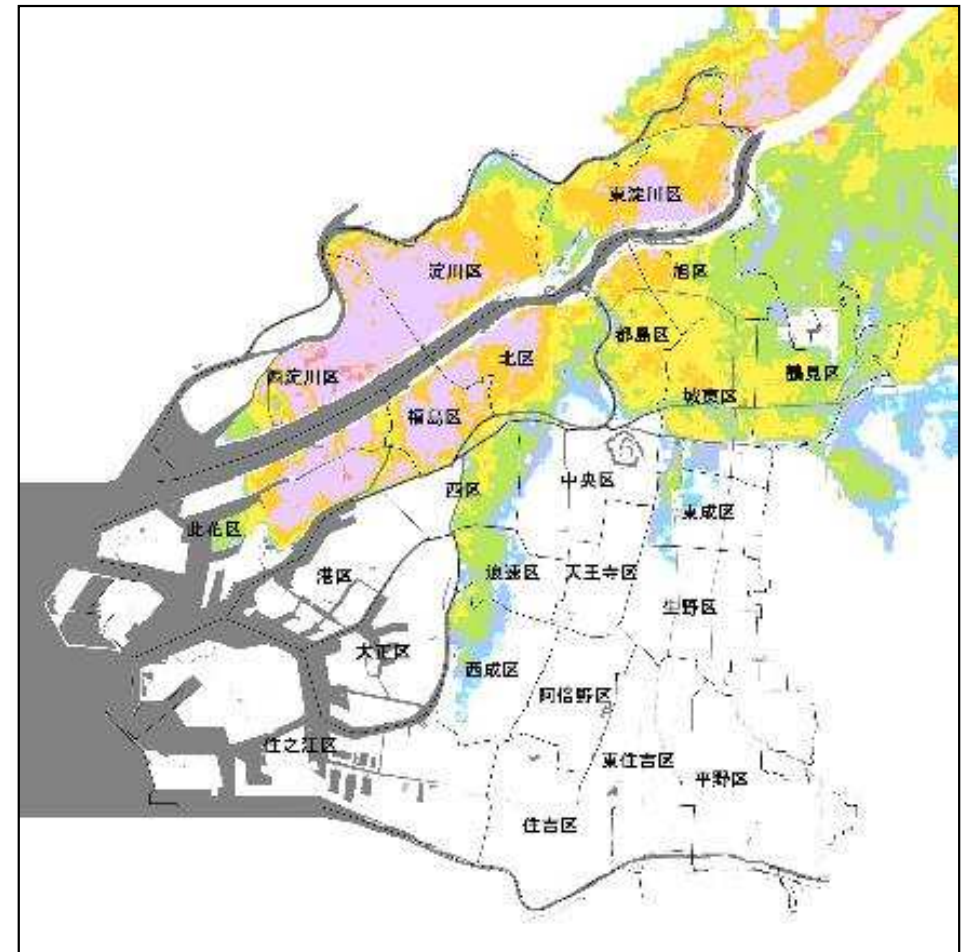 東淀川区
淀川区
旭区
都島区
北区
鶴見区
西淀川区
城東区
福島区
西区
中央区
東成区
此花区
港区
浪速区
天王寺区
生野区
大正区
西成区
阿倍野区
住之江区
東住吉区
平野区
住吉区